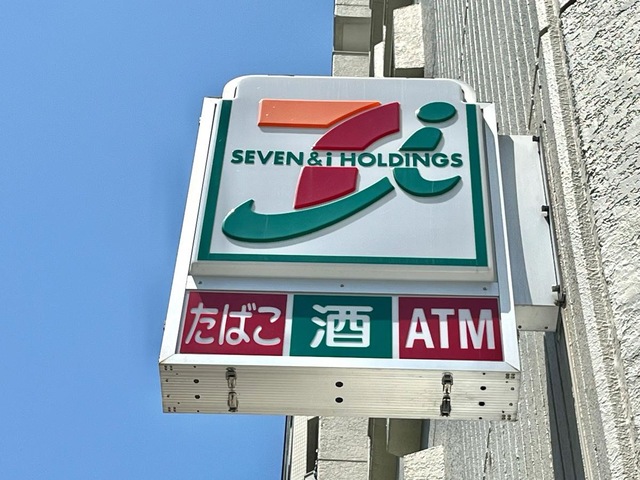 SEVEN & i HOLDINGS
たばこ 酒 ATM